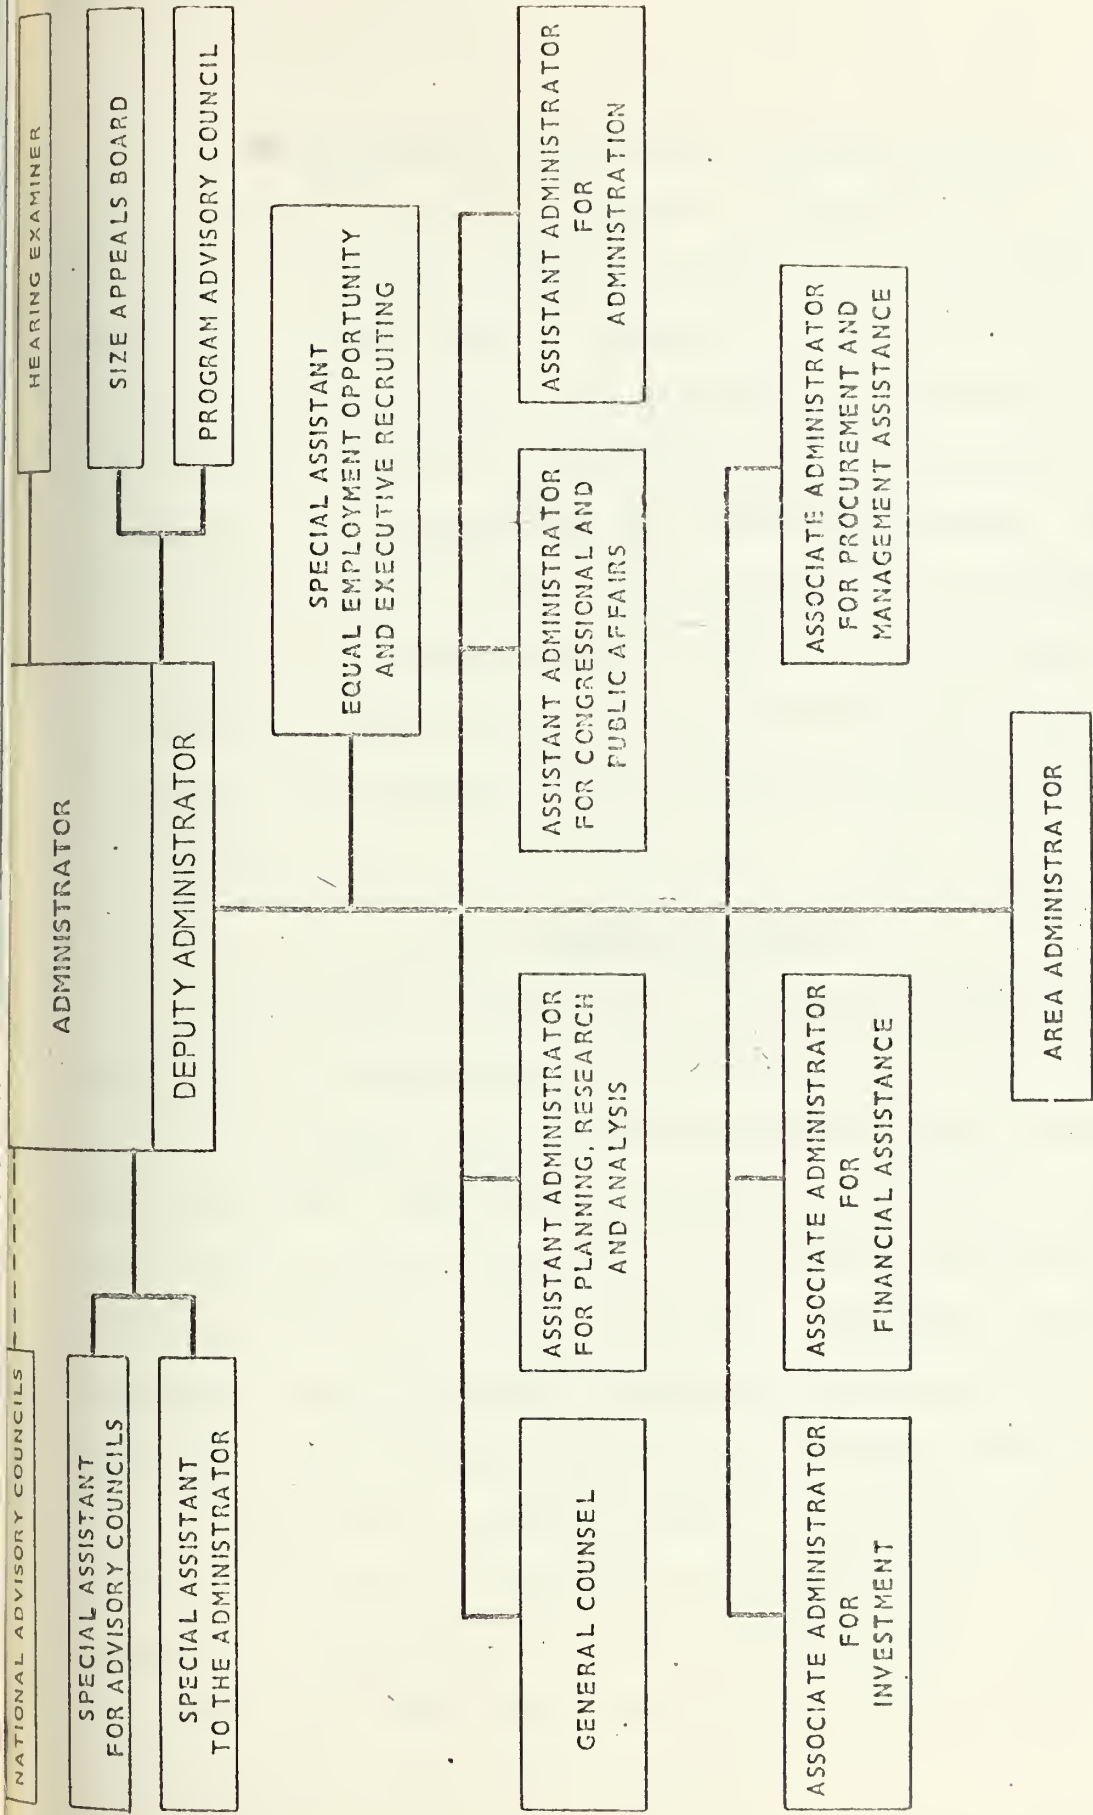 NATIONAL ADVISORY COUNCILS
ADMINISTRATOR
HEARING EXAMINER
SPECIAL ASSISTANT
FOR ADVISORY COUNCILS
SIZE APPEALS BOARD
SPECIAL ASSISTANT
TO THE ADMINISTRATOR
DEPUTY ADMINISTRATOR
PROGRAM ADVISORY COUNCIL
SPECIAL ASSISTANT
EQUAL EMPLOYMENT OPPORTUNITY
AND EXECUTIVE RECRUITING
GENERAL COUNSEL
ASSISTANT ADMINISTRATOR
FOR PLANNING, RESEARCH
AND ANALYSIS
ASSISTANT ADMINISTRATOR
FOR CONGRESSIONAL AND
PUBLIC AFFAIRS
ASSISTANT ADMINISTRATOR
FOR
ADMINISTRATION
ASSOCIATE ADMINISTRATOR
FOR
INVESTMENT
ASSOCIATE ADMINISTRATOR
FOR
FINANCIAL ASSISTANCE
ASSOCIATE ADMINISTRATOR
FOR PROCUREMENT AND
MANAGEMENT ASSISTANCE
AREA ADMINISTRATOR